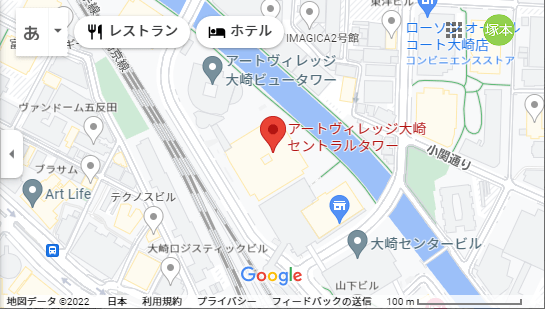 東洋ビル
あ
レストラン
ホテル
ローソン
コート大崎店
コンビニエンスストア
塚本
IMAGICA2号館
アートヴィレッジ
大崎ビュータワー
京線
ヴァンドーム五反田
アートヴィレッジ大崎
セントラルタワー
小関通り
プラサム
Art Life
テクノスビル
大崎ロジスティックビル
大崎センタービル
Google
山下ビル
地図データ ©2022
日本
利用規約
プライバシー
フィードバックの送信
100 m